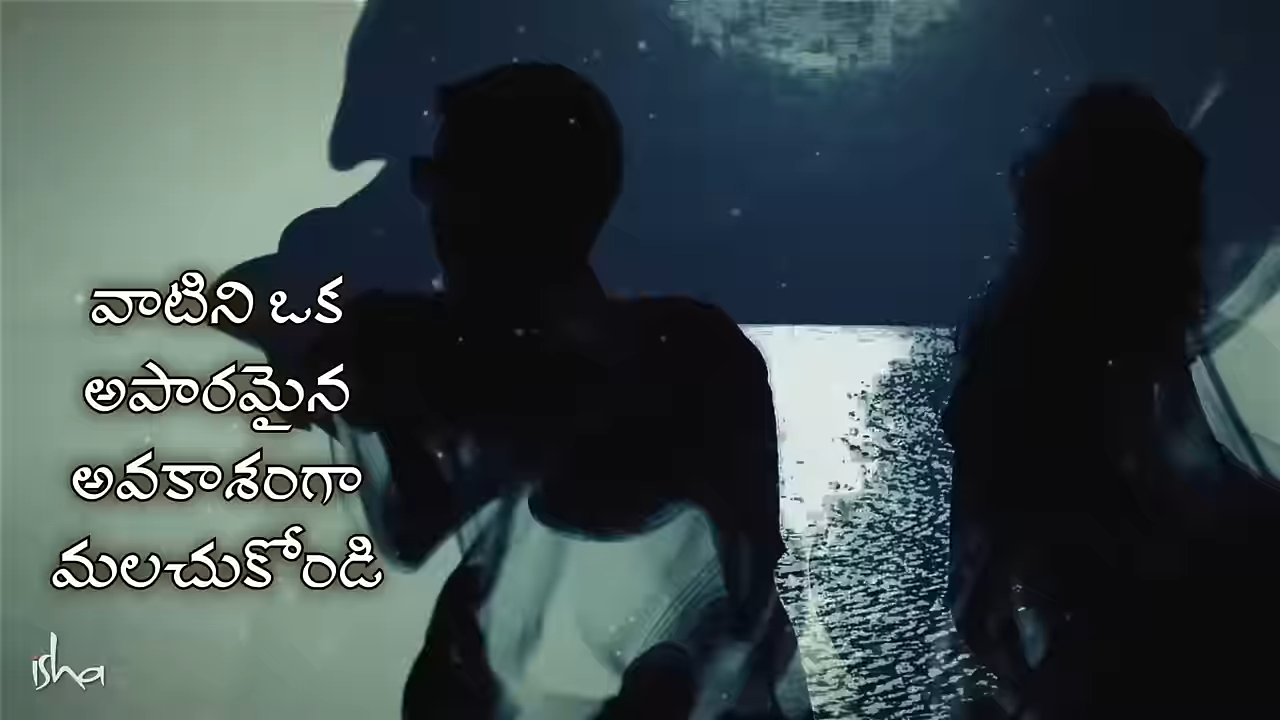 వాటిని ఒక
అపారమైన
అవకాశంగా
మలచుకోండి
isha